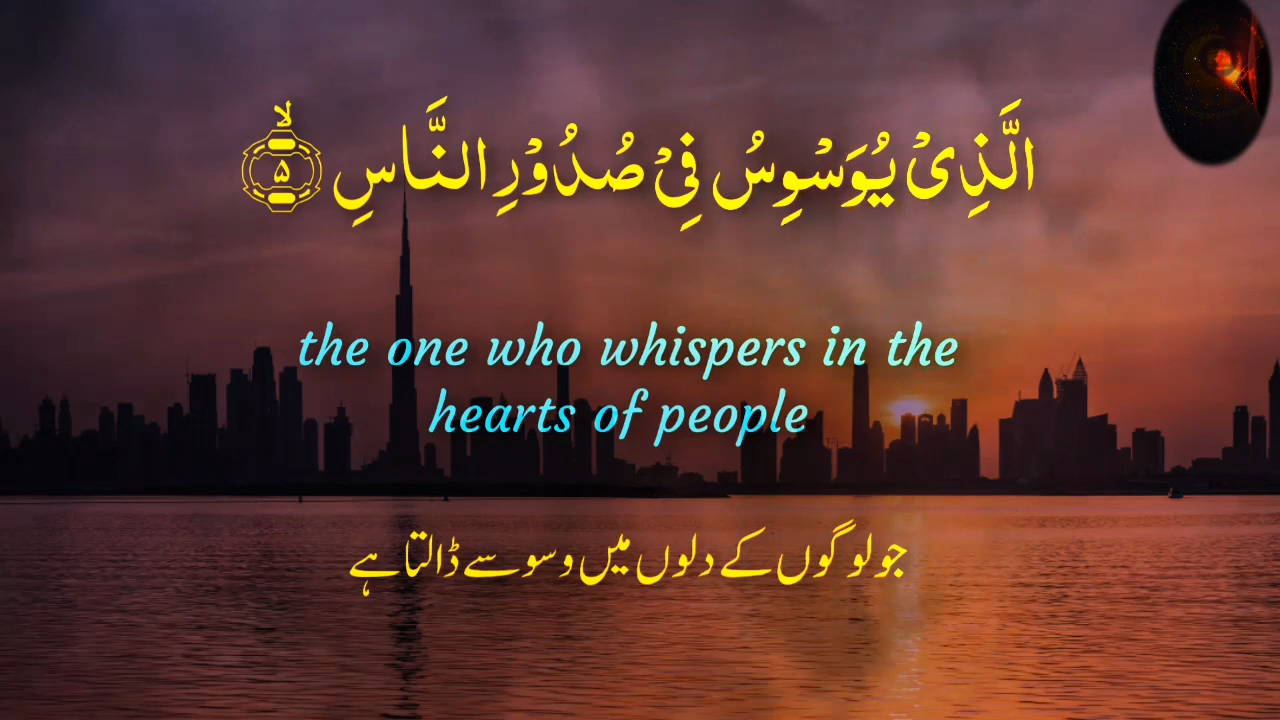 الَّذِیْ یُوَسْوِسُ فِیْ صُدُوْرِ النَّاسِ ۙ﴿۵﴾
the one who whispers in the
hearts of people
جو لوگوں کے دلوں میں وسوسے ڈالتا ہے